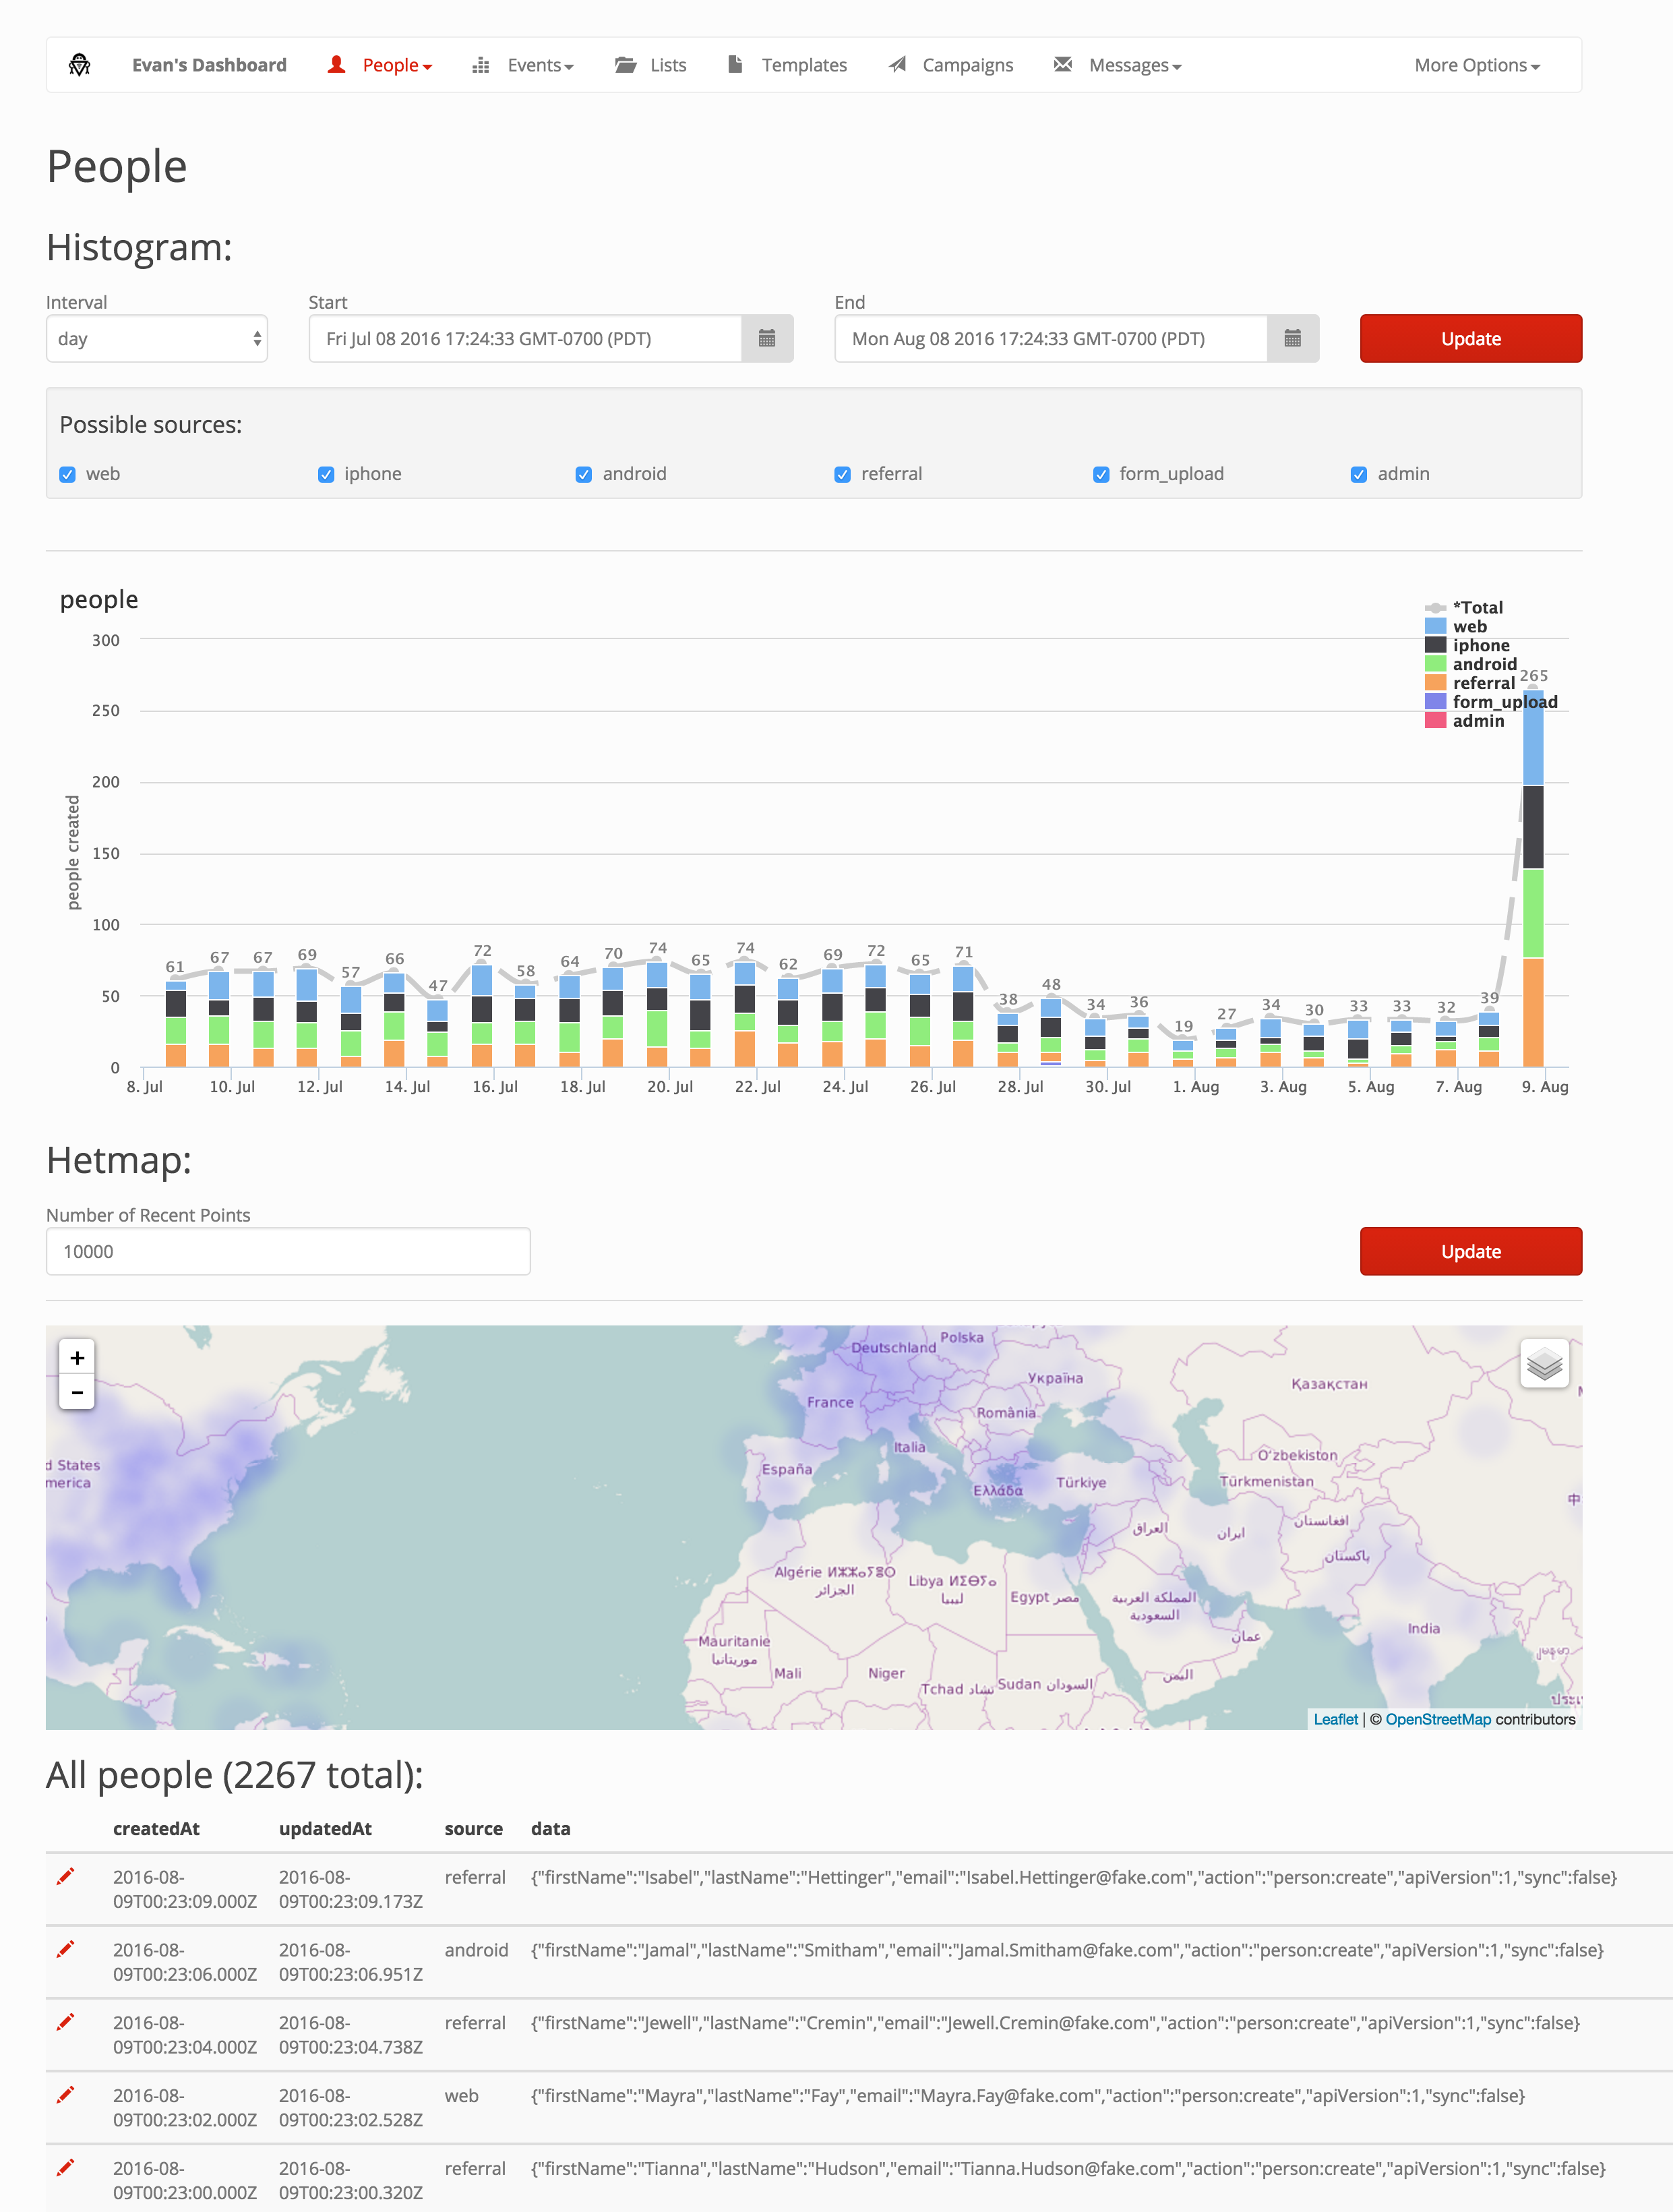 Evan's Dashboard People Events Lists Templates Campaigns Messages More Options
People
Histogram:
Interval Start End
day Fri Jul 08 2016 17:24:33 GMT-0700 (PDT) Mon Aug 08 2016 17:24:33 GMT-0700 (PDT) Update
Possible sources:
web iphone android referral form_upload admin
people
*Total
web
iphone
android
referral
form_upload
admin
people created
300
250
200
150
100
50
0
61 67 67 69 57 66 47 72 58 64 70 74 65 74 62 69 72 65 71 38 48 34 36 19 27 34 30 33 33 32 39 265
8. Jul 10. Jul 12. Jul 14. Jul 16. Jul 18. Jul 20. Jul 22. Jul 24. Jul 26. Jul 28. Jul 30. Jul 1. Aug 3. Aug 5. Aug 7. Aug 9. Aug
Hetmap:
Number of Recent Points
10000 Update
+
-
Polska
Deutschland
Україна
Қазақстан
France
România
Italia
O'zbekiston
d States
merica
España
Türkiye
Türkmenistan
Ελλάδα
中
العراق
ایران
افغانستان
پاکستان
Algérie ⵍⵣⵣⴰⵢⴻⵔ
الجزائر
Libya ⵍⵉⴱⵢⴰ
ليبيا
Egypt مصر
المملكة العربية
السعودية
India
عمان
Mauritanie
موريتانيا
Mali
Niger
Tchad تشاد
Sudan السودان
اليمن
Leaflet | © OpenStreetMap contributors
All people (2267 total):
createdAt updatedAt source data
2016-08- 2016-08- referral {"firstName":"Isabel","lastName":"Hettinger","email":"Isabel.Hettinger@fake.com","action":"person:create","apiVersion":1,"sync":false}
09T00:23:09.000Z 09T00:23:09.173Z
2016-08- 2016-08- android {"firstName":"Jamal","lastName":"Smitham","email":"Jamal.Smitham@fake.com","action":"person:create","apiVersion":1,"sync":false}
09T00:23:06.000Z 09T00:23:06.951Z
2016-08- 2016-08- referral {"firstName":"Jewell","lastName":"Cremin","email":"Jewell.Cremin@fake.com","action":"person:create","apiVersion":1,"sync":false}
09T00:23:04.000Z 09T00:23:04.738Z
2016-08- 2016-08- web {"firstName":"Mayra","lastName":"Fay","email":"Mayra.Fay@fake.com","action":"person:create","apiVersion":1,"sync":false}
09T00:23:02.000Z 09T00:23:02.528Z
2016-08- 2016-08- referral {"firstName":"Tianna","lastName":"Hudson","email":"Tianna.Hudson@fake.com","action":"person:create","apiVersion":1,"sync":false}
09T00:23:00.000Z 09T00:23:00.320Z